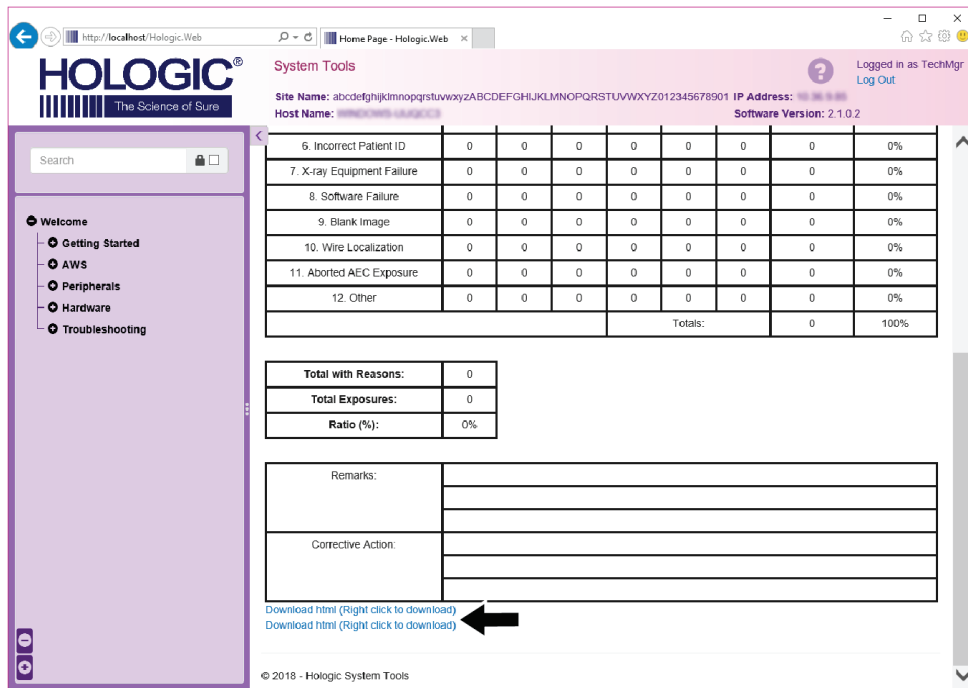 http://localhost/Hologic.Web
Home Page - Hologic.Web
HOLOGIC®
The Science of Sure
System Tools
?
Logged in as TechMgr
Log Out
Site Name: abcdefghijklmnopqrstuvwxyzABCDEFGHIJKLMNOPQRSTUVWXYZ012345678901 IP Address:
Host Name: Software Version: 2.1.0.2
Search
Welcome
Getting Started
AWS
Peripherals
Hardware
Troubleshooting
6. Incorrect Patient ID 0 0 0 0 0 0 0 0%
7. X-ray Equipment Failure 0 0 0 0 0 0 0 0%
8. Software Failure 0 0 0 0 0 0 0 0%
9. Blank Image 0 0 0 0 0 0 0 0%
10. Wire Localization 0 0 0 0 0 0 0 0%
11. Aborted AEC Exposure 0 0 0 0 0 0 0 0%
12. Other 0 0 0 0 0 0 0 0%
Totals: 0 100%
Total with Reasons: 0
Total Exposures: 0
Ratio (%): 0%
Remarks:
Corrective Action:
Download html (Right click to download)
Download html (Right click to download)
© 2018 - Hologic System Tools